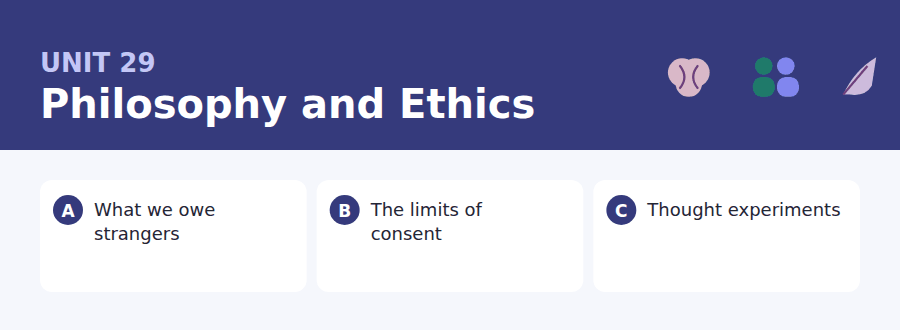 UNIT 29
Philosophy and Ethics
A What we owe
strangers
B The limits of
consent
C Thought experiments